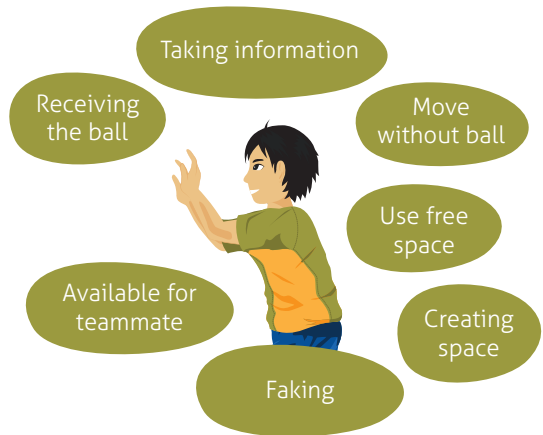 Taking information
Receiving
the ball
Move
without ball
Use free
space
Available for
teammate
Creating
space
Faking